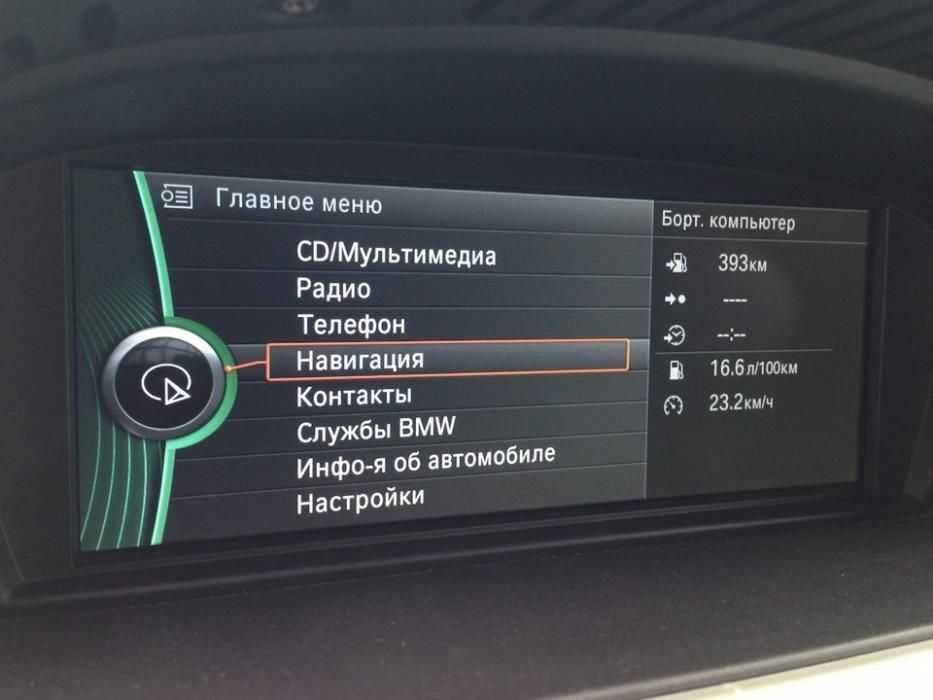 Главное меню
CD/Мультимедиа
Радио
Телефон
Навигация
Контакты
Службы BMW
Инфо-я об автомобиле
Настройки
Борт. компьютер
393км
----
--:--
16.6л/100км
23.2км/ч